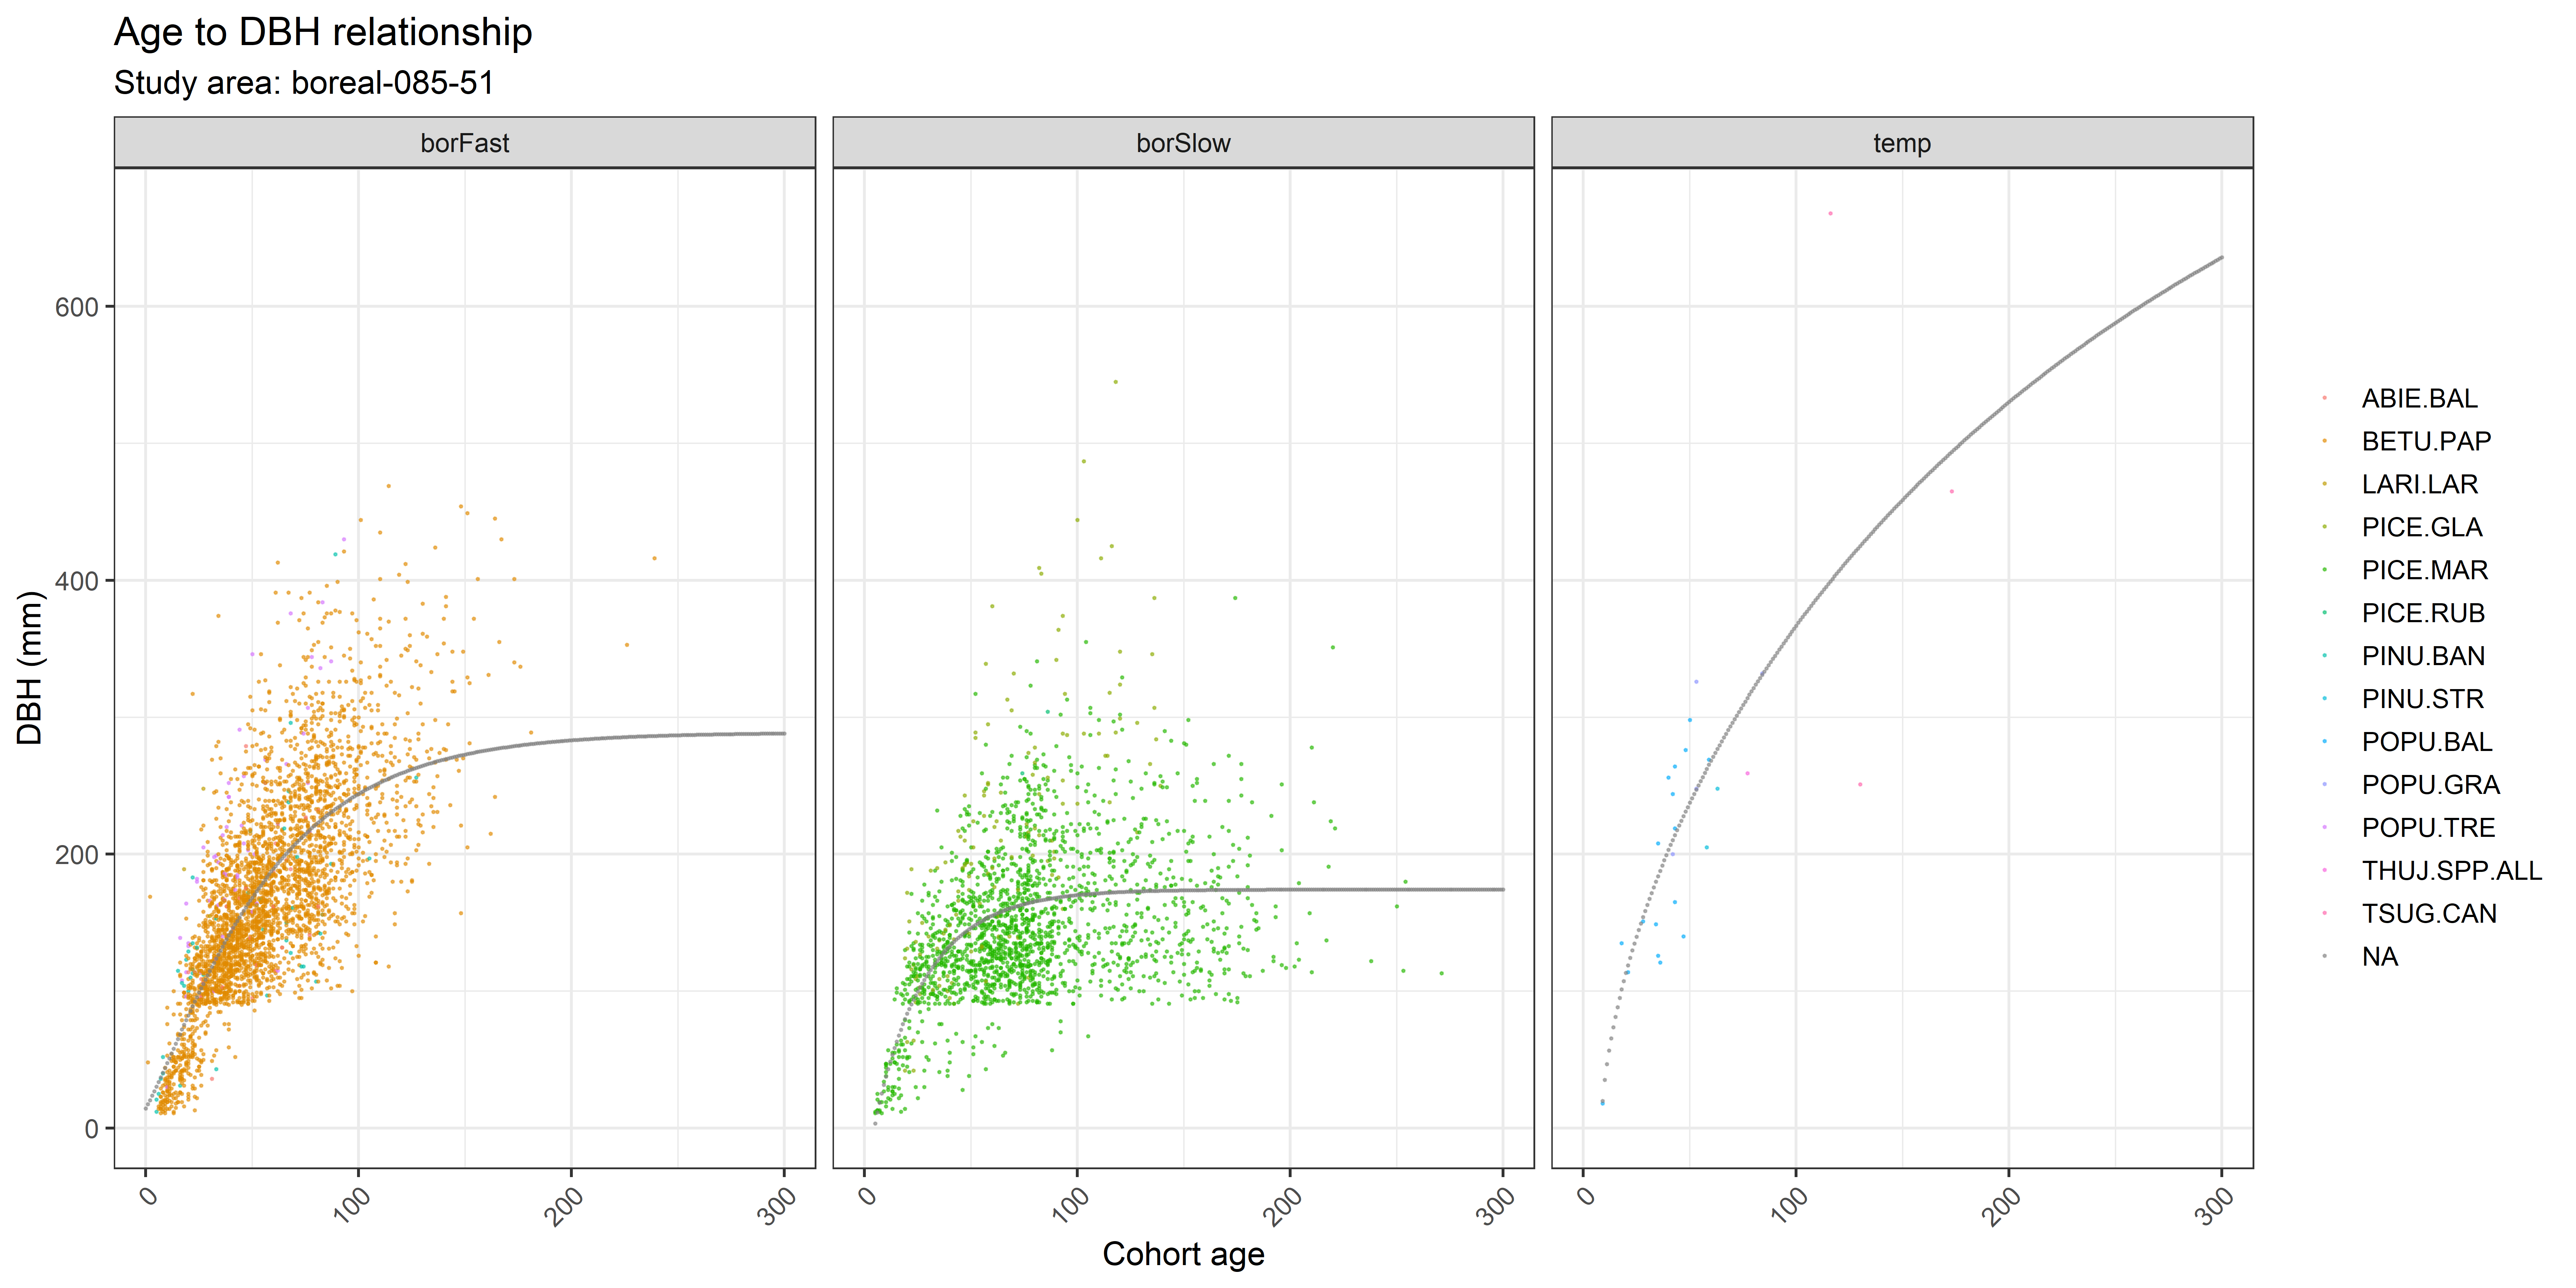 Age to DBH relationship
Study area: boreal-085-51
borFast
borSlow
temp
DBH (mm)
600
400
200
0
0
100
200
300
0
100
200
300
0
100
200
300
Cohort age
ABIE.BAL
BETU.PAP
LARI.LAR
PICE.GLA
PICE.MAR
PICE.RUB
PINU.BAN
PINU.STR
POPU.BAL
POPU.GRA
POPU.TRE
THUJ.SPP.ALL
TSUG.CAN
NA